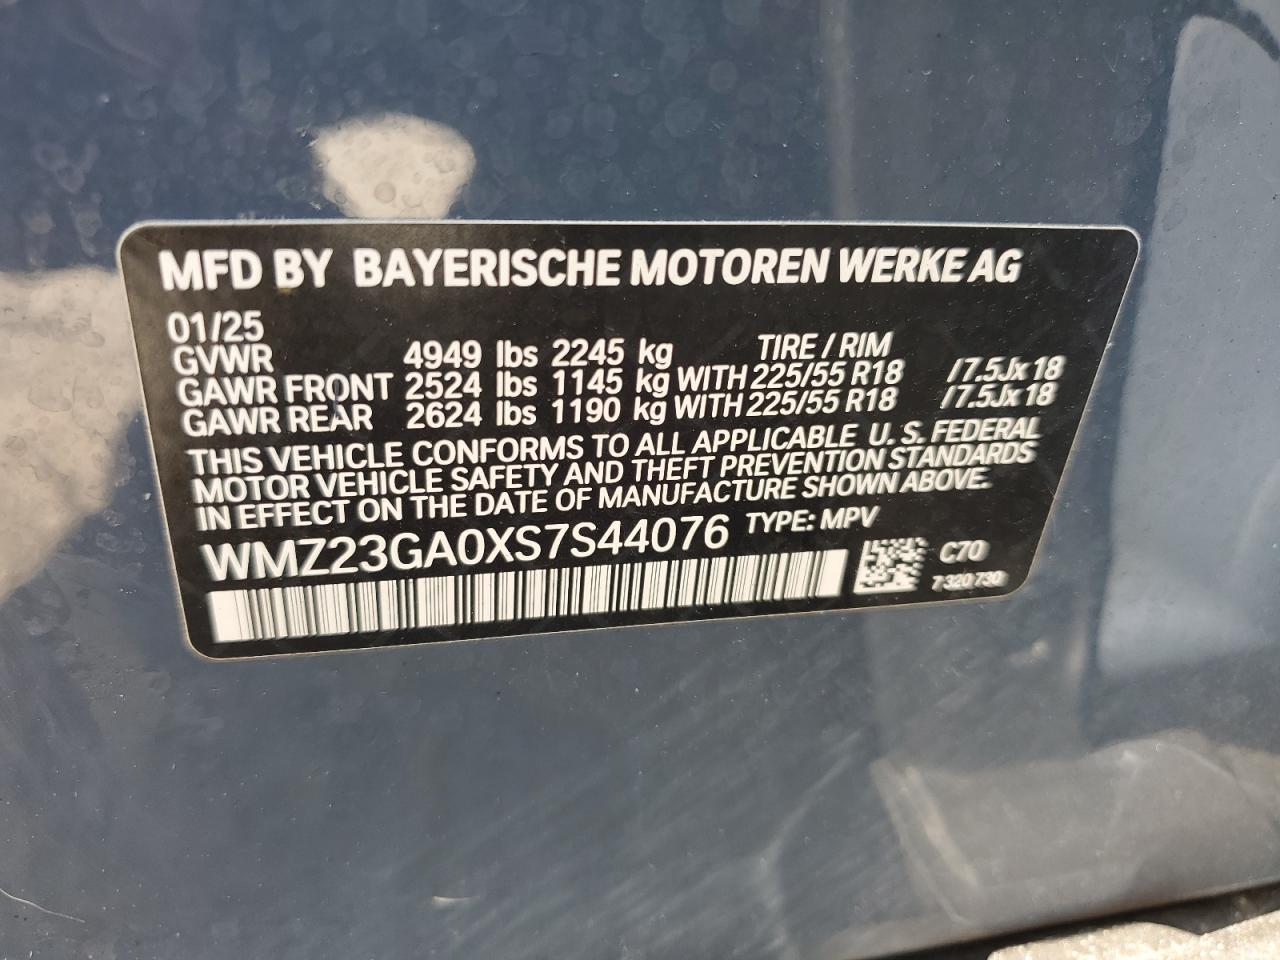 MFD BY BAYERISCHE MOTOREN WERKE AG
01/25
GVWR 4949 lbs 2245 kg TIRE / RIM
GAWR FRONT 2524 lbs 1145 kg WITH 225/55 R18 /7.5Jx18
GAWR REAR 2624 lbs 1190 kg WITH 225/55 R18 /7.5Jx18
THIS VEHICLE CONFORMS TO ALL APPLICABLE U. S. FEDERAL
MOTOR VEHICLE SAFETY AND THEFT PREVENTION STANDARDS
IN EFFECT ON THE DATE OF MANUFACTURE SHOWN ABOVE.
WMZ23GA0XS7S44076 TYPE: MPV
C70
7 320 730